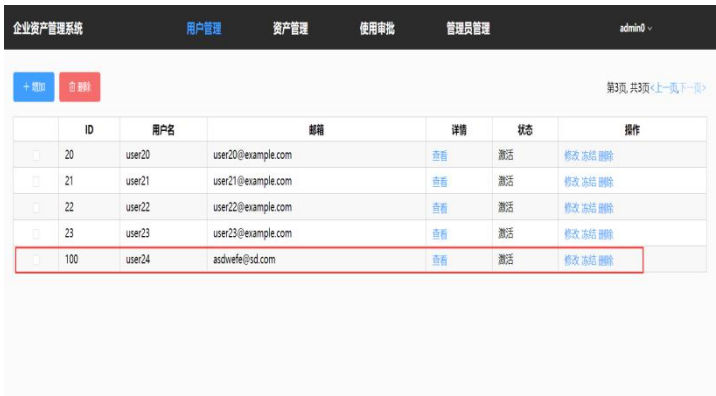 企业资产管理系统 用户管理 资产管理 使用审批 管理员管理 admin0
+ 增加 删除 第3页, 共3页<上一页,下一页>
ID 用户名 邮箱 详情 状态 操作
20 user20 user20@example.com 查看 激活 修改 冻结 删除
21 user21 user21@example.com 查看 激活 修改 冻结 删除
22 user22 user22@example.com 查看 激活 修改 冻结 删除
23 user23 user23@example.com 查看 激活 修改 冻结 删除
100 user24 asdwefe@sd.com 查看 激活 修改 冻结 删除